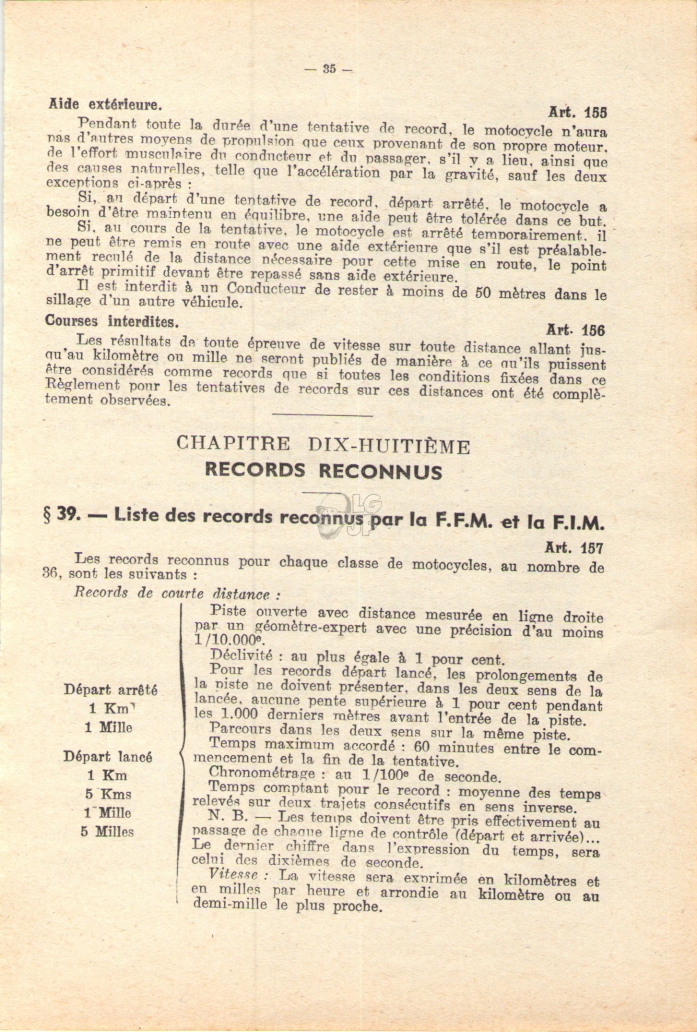 — 35 —
Aide extérieure.
Art. 155
Pendant toute la durée d'une tentative de record, le motocycle n'aura
pas d'autres moyens de propulsion que ceux provenant de son propre moteur,
de l'effort musculaire du conducteur et du passager, s'il y a lieu, ainsi que
des causes naturelles, telle que l'accélération par la gravité, sauf les deux
exceptions ci-après :
Si, au départ d'une tentative de record, départ arrêté, le motocycle a
besoin d'être maintenu en équilibre, une aide peut être tolérée dans ce but.
Si, au cours de la tentative, le motocycle est arrêté temporairement, il
ne peut être remis en route avec une aide extérieure que s'il est préalable-
ment reculé de la distance nécessaire pour cette mise en route, le point
d'arrêt primitif devant être repassé sans aide extérieure.
Il est interdit à un Conducteur de rester à moins de 50 mètres dans le
sillage d'un autre véhicule.
Courses interdites.
Art. 156
Les résultats de toute épreuve de vitesse sur toute distance allant jus-
qu'au kilomètre ou mille ne seront publiés de manière à ce qu'ils puissent
être considérés comme records que si toutes les conditions fixées dans ce
Règlement pour les tentatives de records sur ces distances ont été complè-
tement observées.
CHAPITRE DIX-HUITIÈME
RECORDS RECONNUS
LG
JP
§ 39. — Liste des records reconnus par la F.F.M. et la F.I.M.
Art. 157
Les records reconnus pour chaque classe de motocycles, au nombre de
36, sont les suivants :
Records de courte distance :
Départ arrêté
1 Km
1 Mille
Départ lancé
1 Km
5 Kms
1 Mille
5 Milles
Piste ouverte avec distance mesurée en ligne droite
par un géomètre-expert avec une précision d'au moins
1/10.000e.
Déclivité : au plus égale à 1 pour cent.
Pour les records départ lancé, les prolongements de
la piste ne doivent présenter, dans les deux sens de la
lancée, aucune pente supérieure à 1 pour cent pendant
les 1.000 derniers mètres avant l'entrée de la piste.
Parcours dans les deux sens sur la même piste.
Temps maximum accordé : 60 minutes entre le com-
mencement et la fin de la tentative.
Chronométrage : au 1/100e de seconde.
Temps comptant pour le record : moyenne des temps
relevés sur deux trajets consécutifs en sens inverse.
N. B. — Les temps doivent être pris effectivement au
passage de chaque ligne de contrôle (départ et arrivée)...
Le dernier chiffre dans l'expression du temps, sera
celui des dixièmes de seconde.
Vitesse : La vitesse sera exprimée en kilomètres et
en milles par heure et arrondie au kilomètre ou au
demi-mille le plus proche.